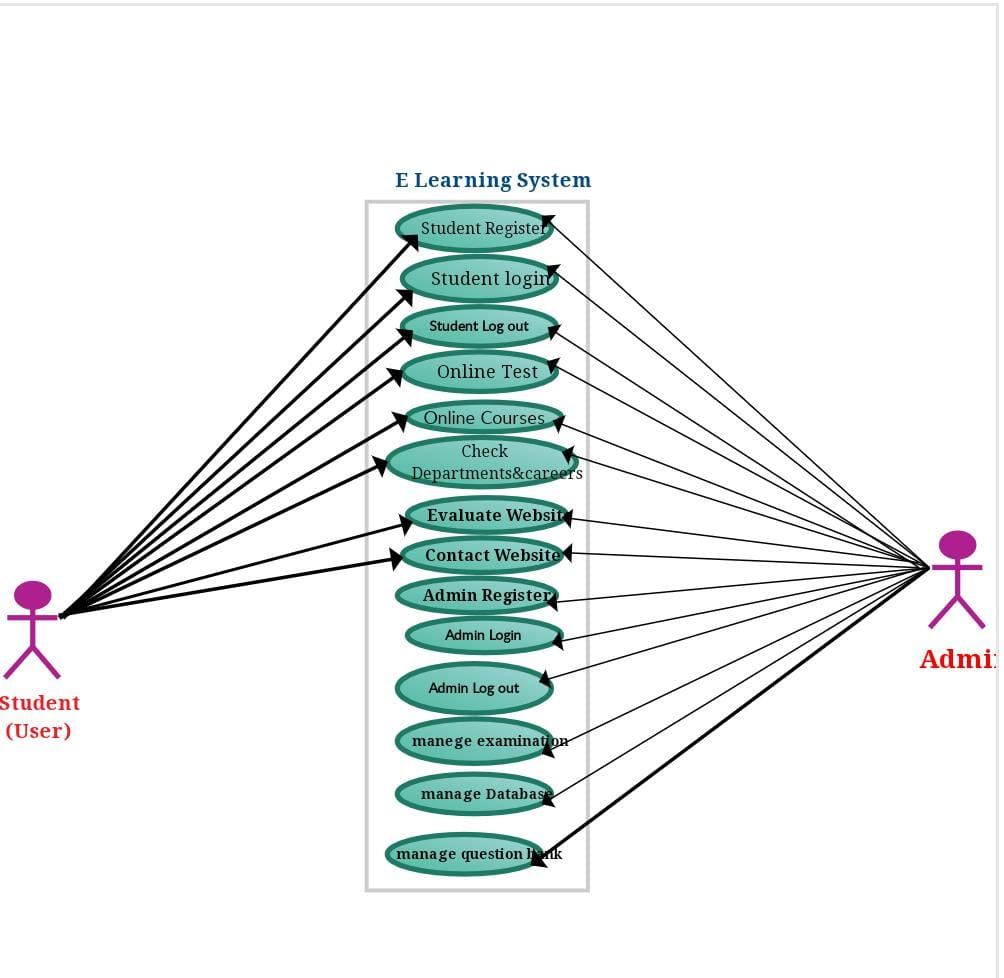 E Learning System
Student Register
Student login
Student Log out
Online Test
Online Courses
Check
Departments&careers
Evaluate Website
Contact Website
Admin Register
Admin Login
Admin Log out
manege examination
manage Database
manage question bank
Student
(User)
Admin